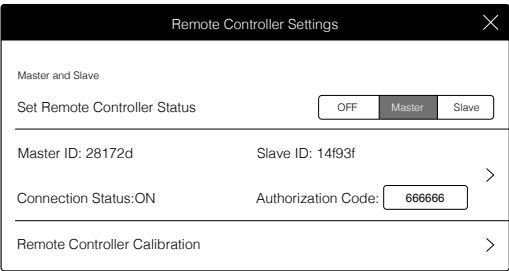 Remote Controller Settings
Master and Slave
Set Remote Controller Status OFF Master Slave
Master ID: 28172d Slave ID: 14f93f
Connection Status:ON Authorization Code: 666666
Remote Controller Calibration